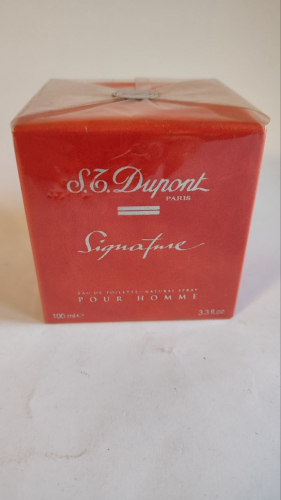 S.T. Dupont
PARIS
Signature
EAU DE TOILETTE - NATURAL SPRAY
POUR HOMME
100 ml ℮ 3.3 fl.oz